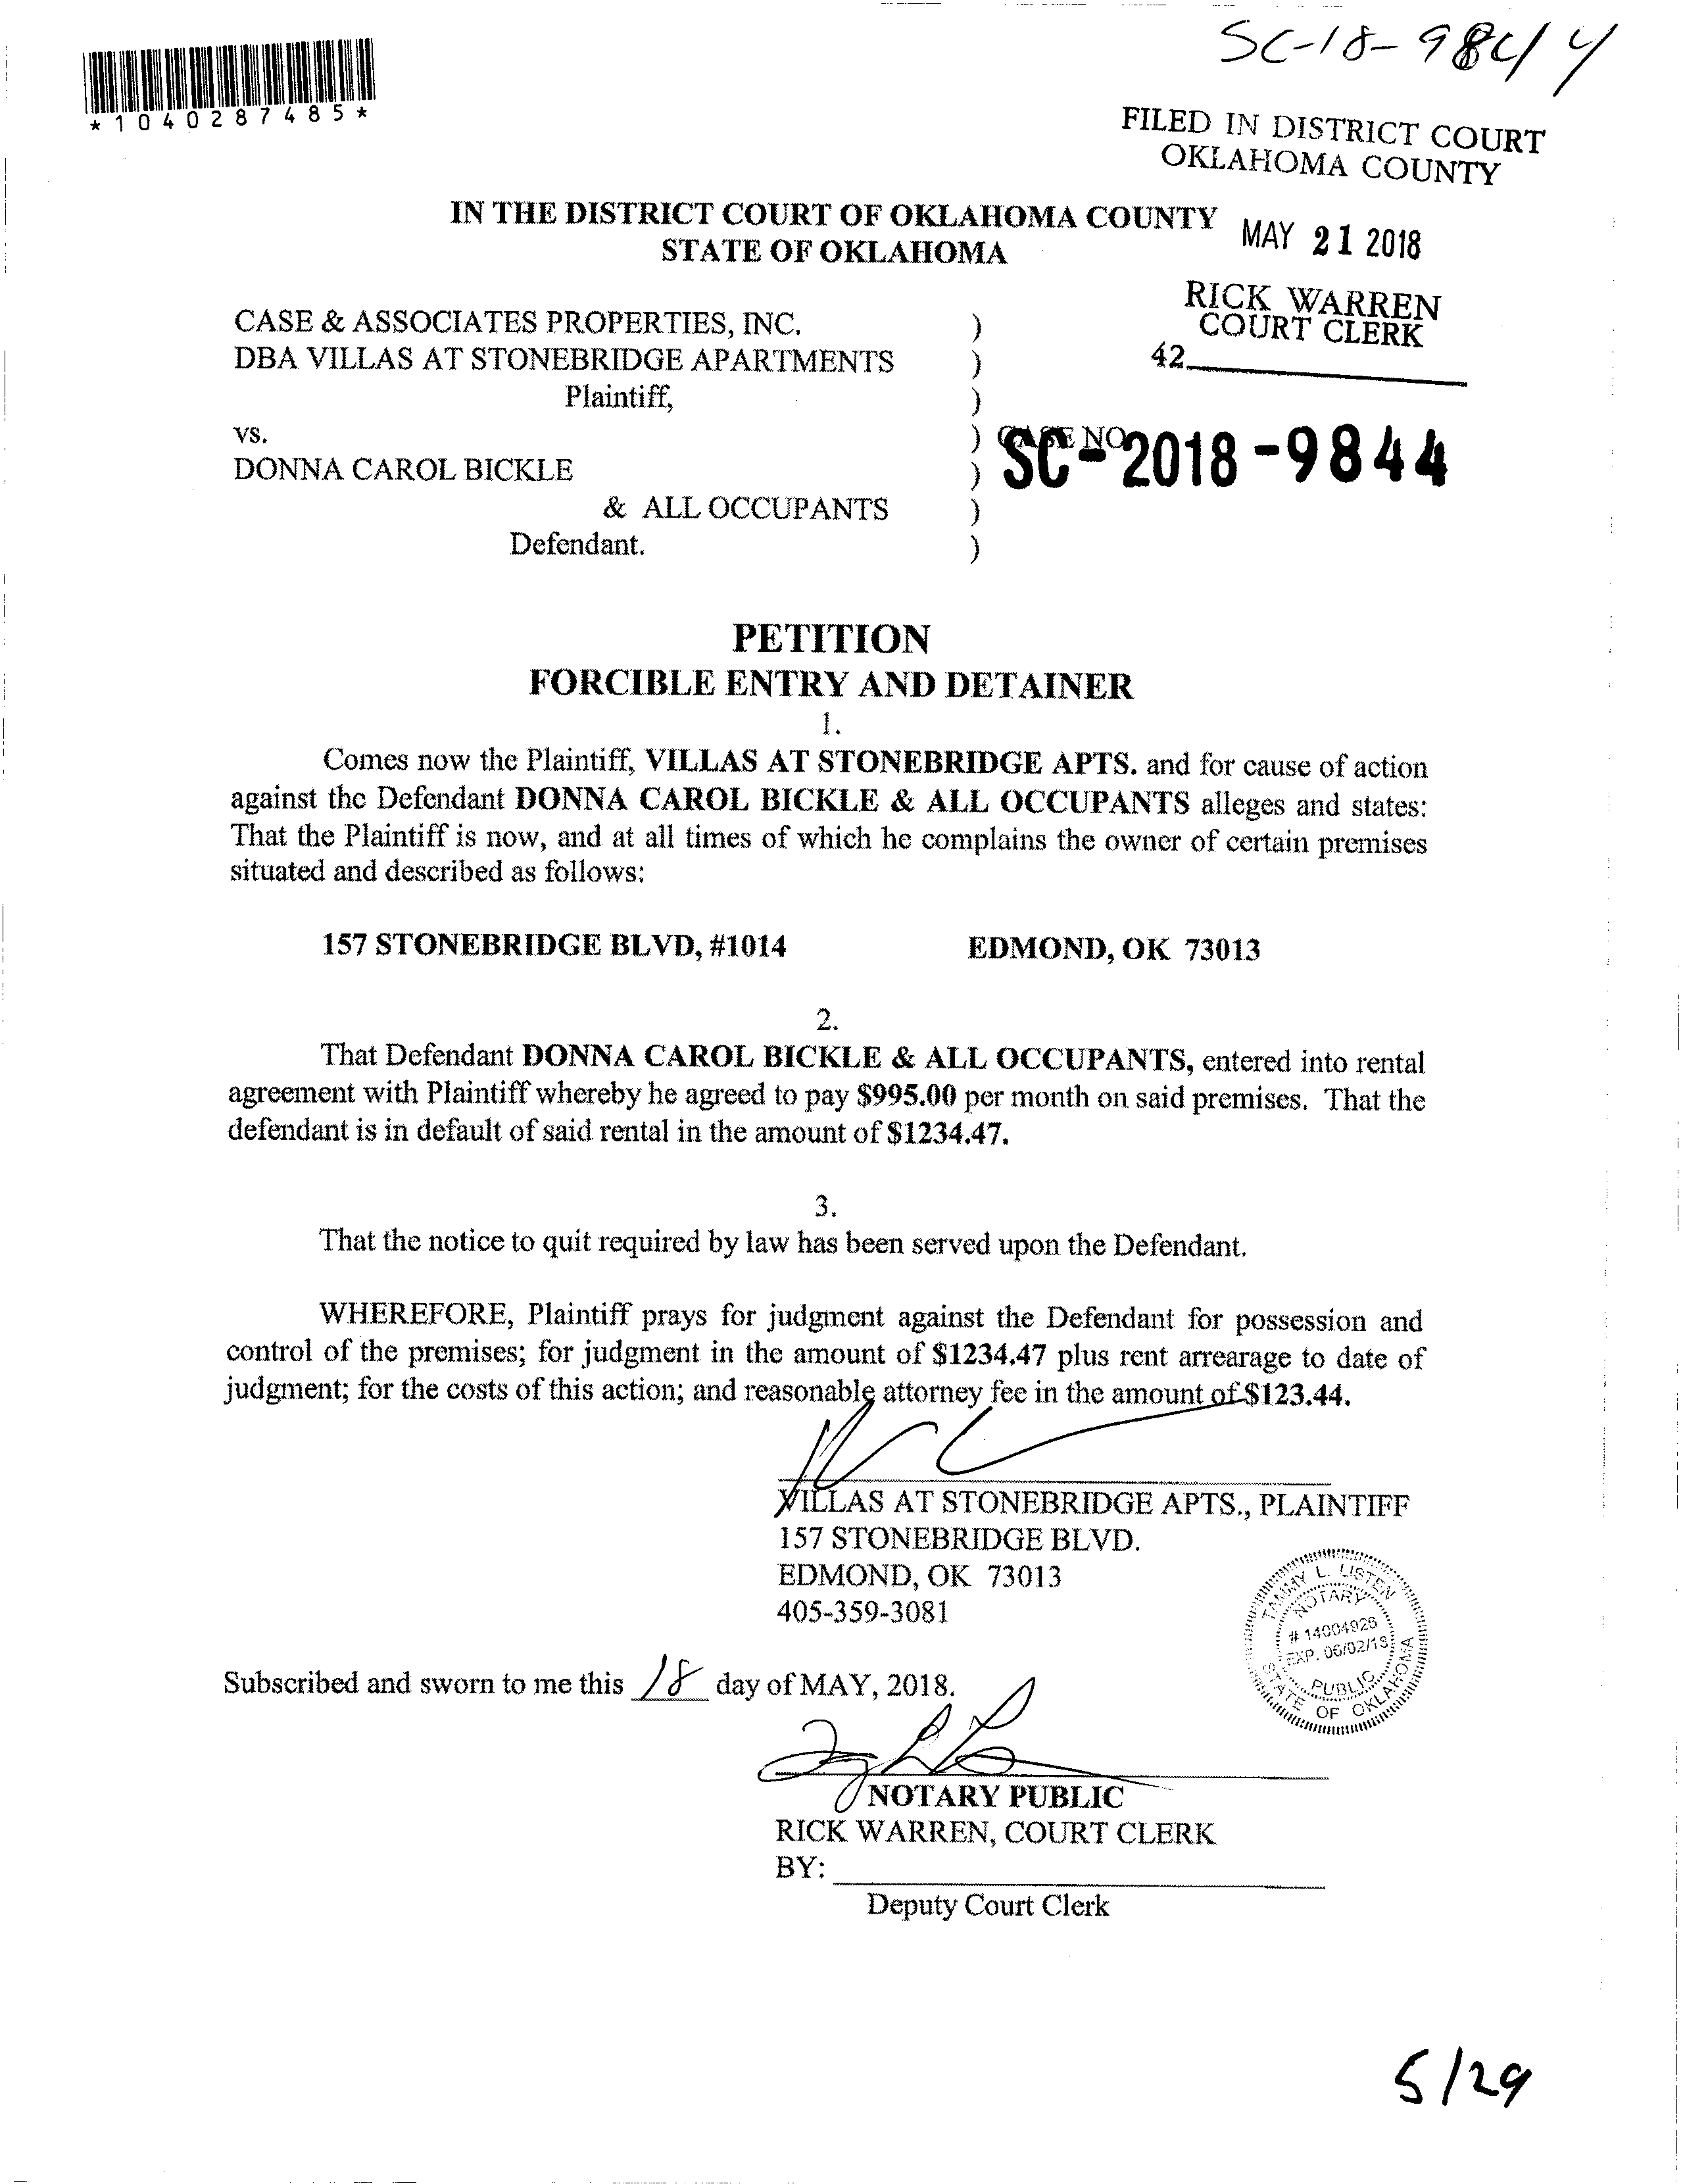 SC-18-9844
*1040287485*
FILED IN DISTRICT COURT
OKLAHOMA COUNTY
IN THE DISTRICT COURT OF OKLAHOMA COUNTY
STATE OF OKLAHOMA
MAY 21 2018
RICK WARREN
COURT CLERK
42
CASE & ASSOCIATES PROPERTIES, INC. )
DBA VILLAS AT STONEBRIDGE APARTMENTS )
Plaintiff, )
vs. ) CASE NO.
SC-2018-9844
DONNA CAROL BICKLE )
& ALL OCCUPANTS )
Defendant. )
PETITION
FORCIBLE ENTRY AND DETAINER
1.
Comes now the Plaintiff, VILLAS AT STONEBRIDGE APTS. and for cause of action
against the Defendant DONNA CAROL BICKLE & ALL OCCUPANTS alleges and states:
That the Plaintiff is now, and at all times of which he complains the owner of certain premises
situated and described as follows:
157 STONEBRIDGE BLVD, #1014 EDMOND, OK 73013
2.
That Defendant DONNA CAROL BICKLE & ALL OCCUPANTS, entered into rental
agreement with Plaintiff whereby he agreed to pay $995.00 per month on said premises. That the
defendant is in default of said rental in the amount of $1234.47.
3.
That the notice to quit required by law has been served upon the Defendant.
WHEREFORE, Plaintiff prays for judgment against the Defendant for possession and
control of the premises; for judgment in the amount of $1234.47 plus rent arrearage to date of
judgment; for the costs of this action; and reasonable attorney fee in the amount of $123.44.
VILLAS AT STONEBRIDGE APTS., PLAINTIFF
157 STONEBRIDGE BLVD.
EDMOND, OK 73013
405-359-3081
TAMMY L. LISTEN
NOTARY
# 14004926
EXP. 06/02/18
PUBLIC
STATE OF OKLAHOMA
Subscribed and sworn to me this 18 day of MAY, 2018.
NOTARY PUBLIC
RICK WARREN, COURT CLERK
BY:
Deputy Court Clerk
5/29